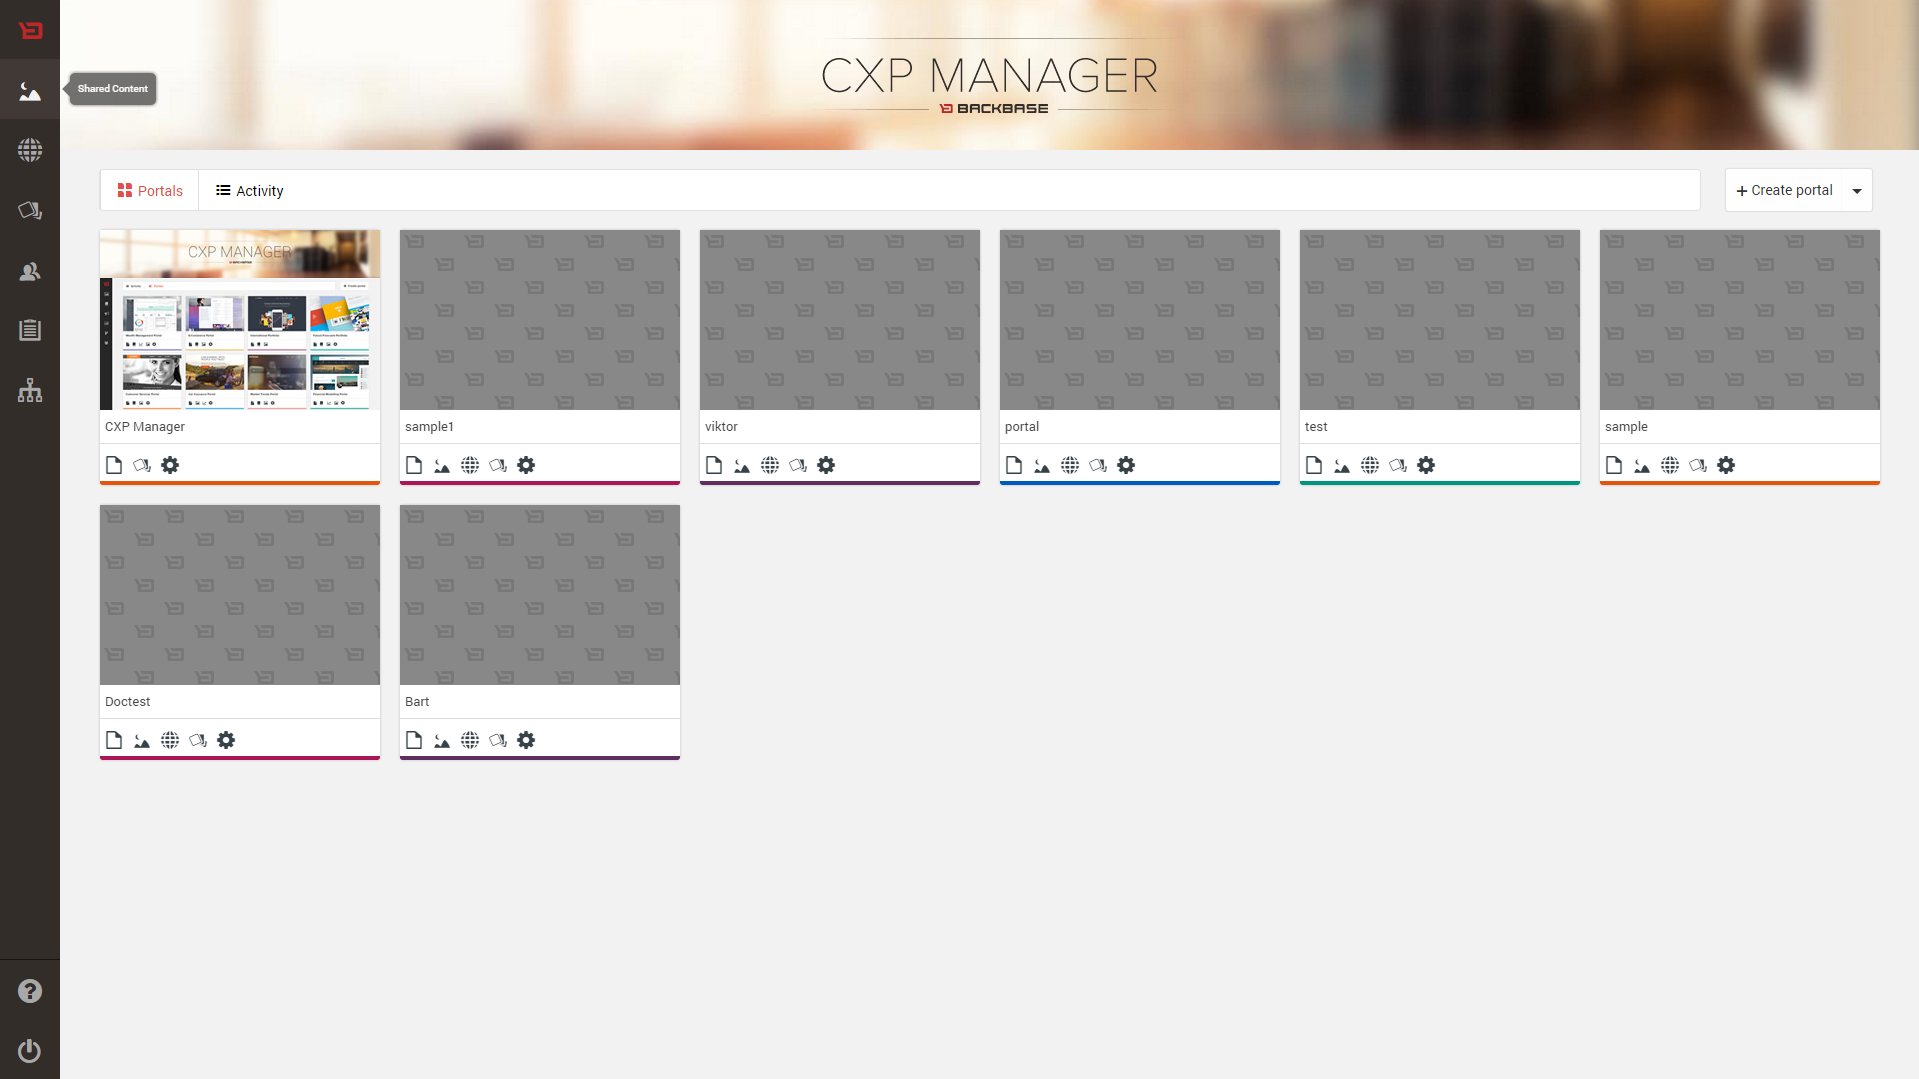 CXP MANAGER
BACKBASE
Shared Content
Portals
Activity
+ Create portal
CXP MANAGER
CXP Manager
sample1
viktor
portal
test
sample
Doctest
Bart